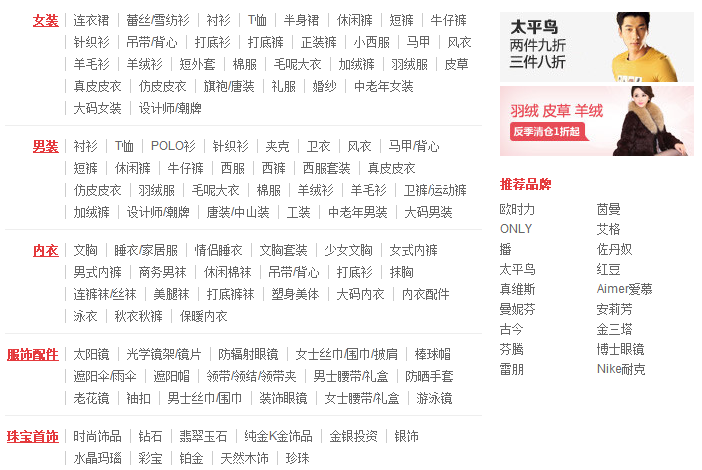 女装 连衣裙 蕾丝/雪纺衫 衬衫 T恤 半身裙 休闲裤 短裤 牛仔裤
针织衫 吊带/背心 打底衫 打底裤 正装裤 小西服 马甲 风衣
羊毛衫 羊绒衫 短外套 棉服 毛呢大衣 加绒裤 羽绒服 皮草
真皮皮衣 仿皮皮衣 旗袍/唐装 礼服 婚纱 中老年女装
大码女装 设计师/潮牌
男装 衬衫 T恤 POLO衫 针织衫 夹克 卫衣 风衣 马甲/背心
短裤 休闲裤 牛仔裤 西服 西裤 西服套装 真皮皮衣
仿皮皮衣 羽绒服 毛呢大衣 棉服 羊绒衫 羊毛衫 卫裤/运动裤
加绒裤 设计师/潮牌 唐装/中山装 工装 中老年男装 大码男装
内衣 文胸 睡衣/家居服 情侣睡衣 文胸套装 少女文胸 女式内裤
男式内裤 商务男袜 休闲棉袜 吊带/背心 打底衫 抹胸
连裤袜/丝袜 美腿袜 打底裤袜 塑身美体 大码内衣 内衣配件
泳衣 秋衣秋裤 保暖内衣
服饰配件 太阳镜 光学镜架/镜片 防辐射眼镜 女士丝巾/围巾/披肩 棒球帽
遮阳伞/雨伞 遮阳帽 领带/领结/领带夹 男士腰带/礼盒 防晒手套
老花镜 袖扣 男士丝巾/围巾 装饰眼镜 女士腰带/礼盒 游泳镜
珠宝首饰 时尚饰品 钻石 翡翠玉石 纯金K金饰品 金银投资 银饰
水晶玛瑙 彩宝 铂金 天然木饰 珍珠
太平鸟
两件九折
三件八折
羽绒 皮草 羊绒
反季清仓1折起
推荐品牌
欧时力 茵曼
ONLY 艾格
播 佐丹奴
太平鸟 红豆
真维斯 Aimer爱慕
曼妮芬 安莉芳
古今 金三塔
芬腾 博士眼镜
雷朋 Nike耐克